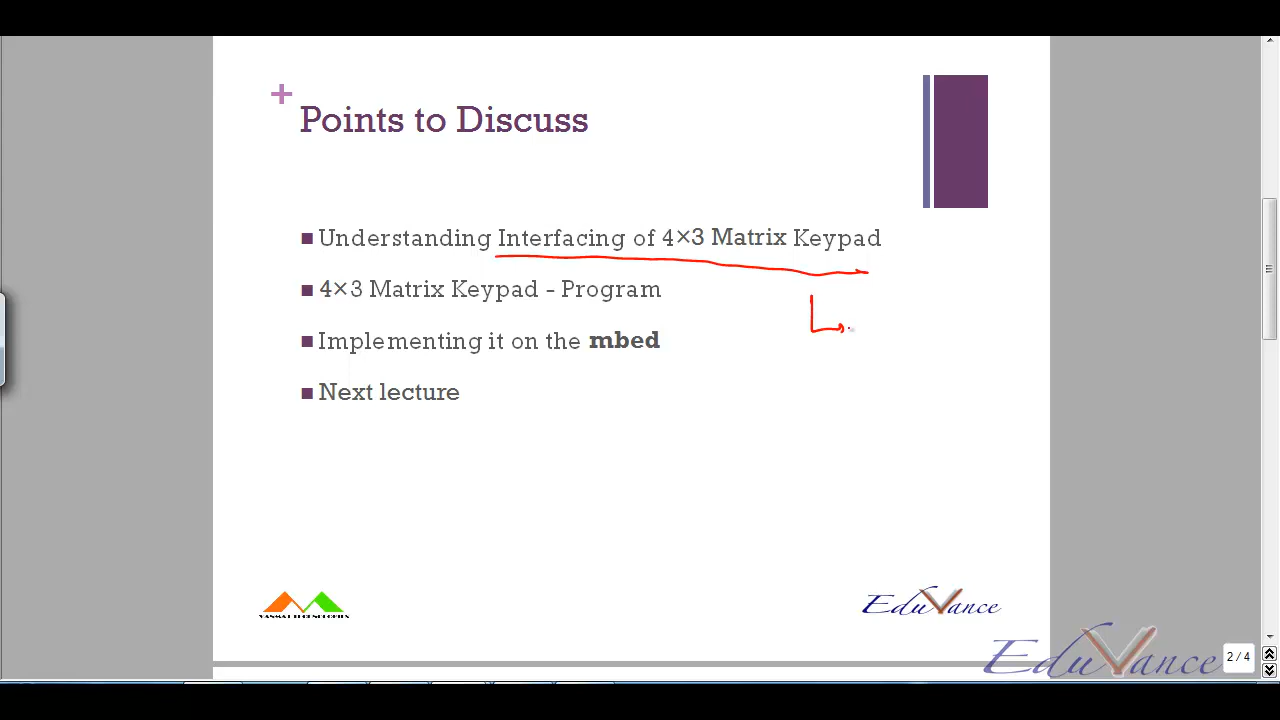 +
Points to Discuss
Understanding Interfacing of 4×3 Matrix Keypad
4×3 Matrix Keypad - Program
Implementing it on the mbed
Next lecture
EduVance
EduVance
2/4